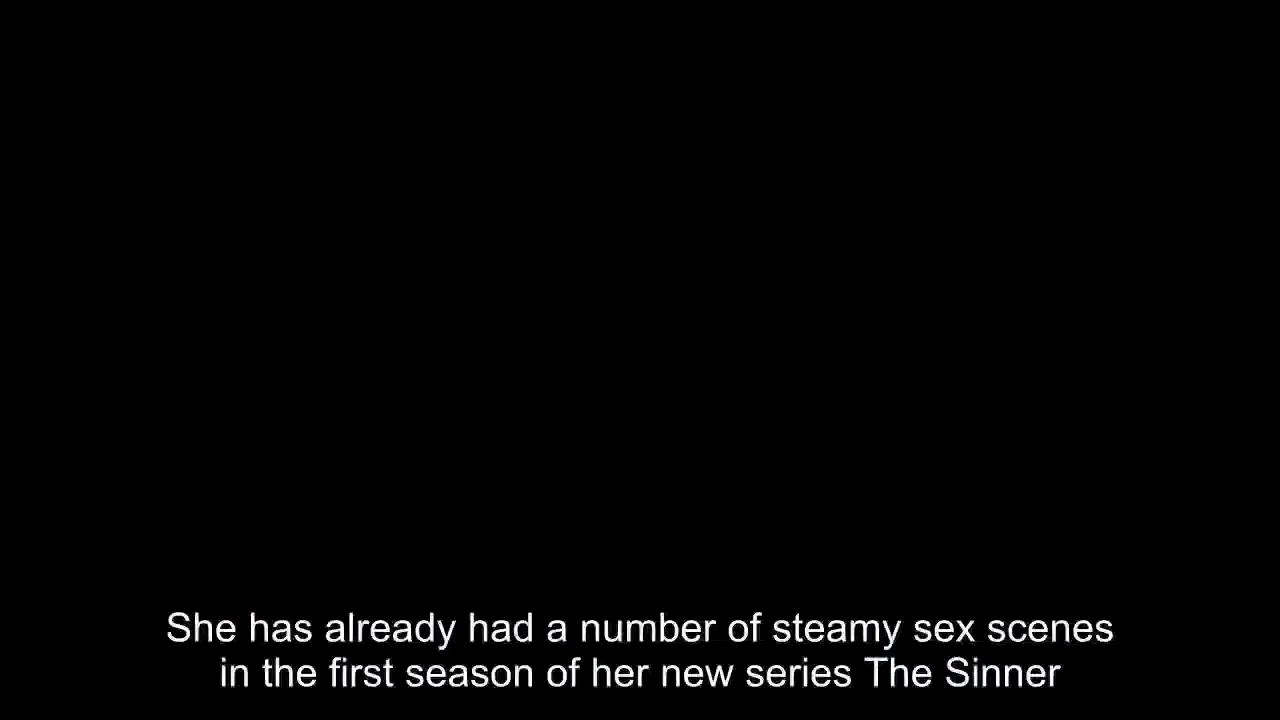 She has already had a number of steamy sex scenes
in the first season of her new series The Sinner